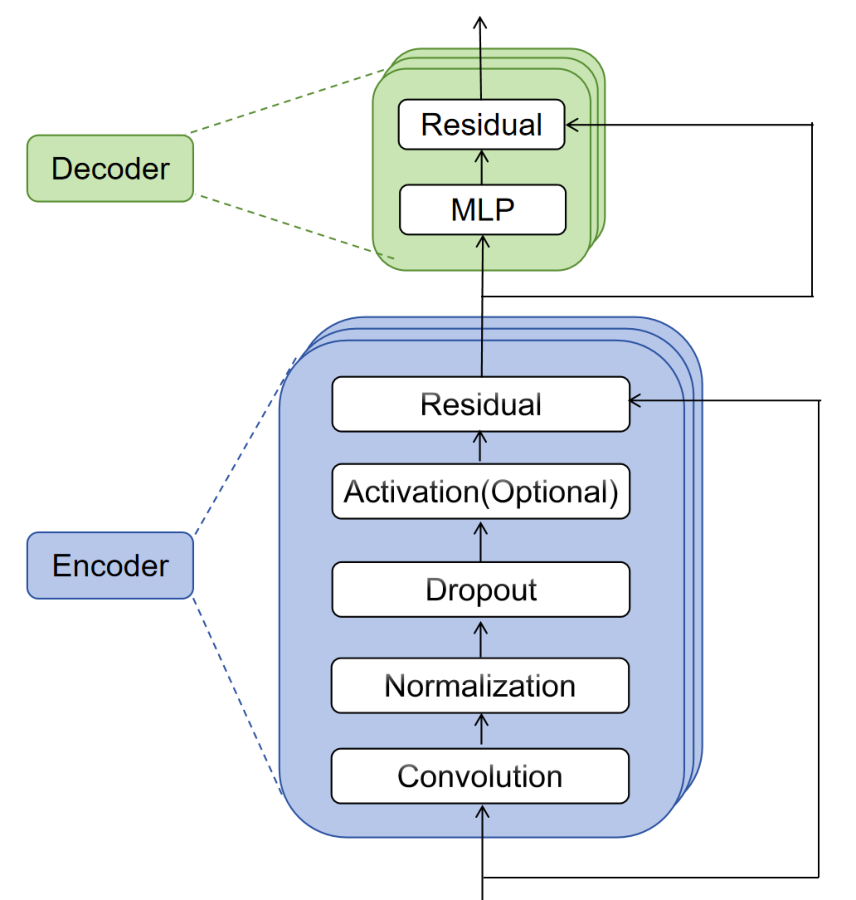 Residual
MLP
Decoder
Residual
Activation(Optional)
Dropout
Encoder
Normalization
Convolution